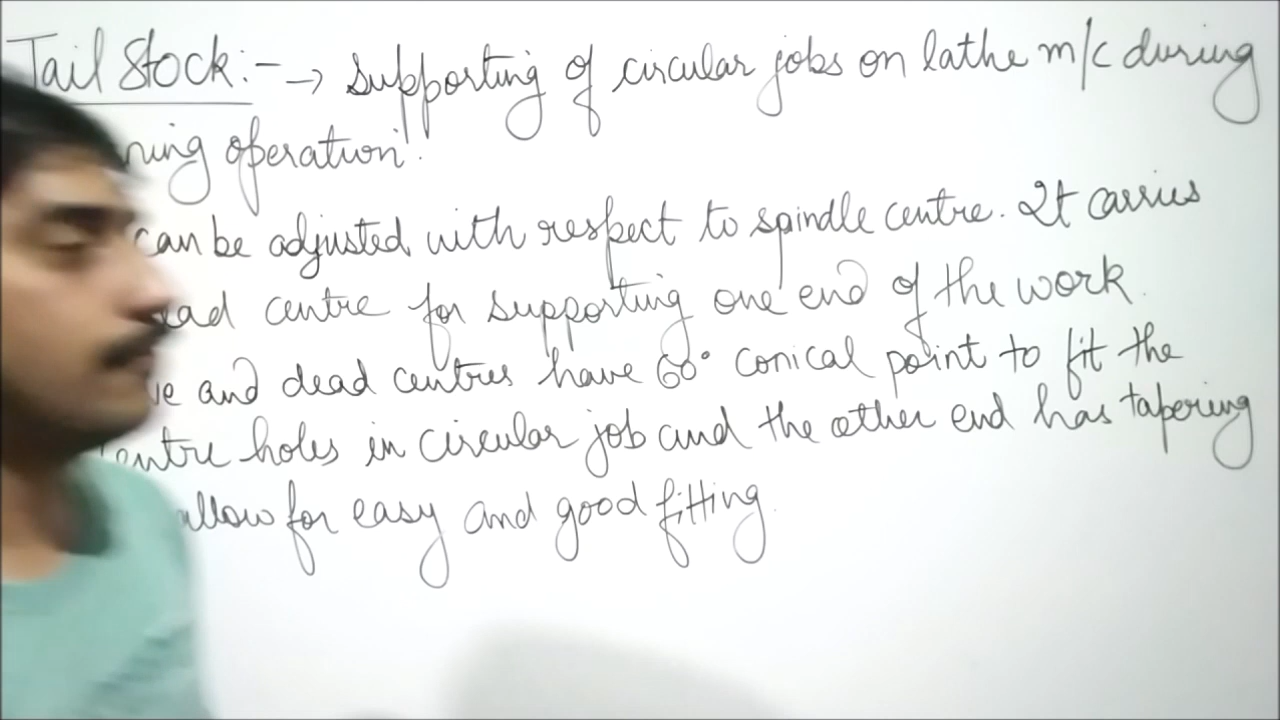 Tail Stock:- → Supporting of circular jobs on lathe m/c during
operation.
can be adjusted with respect to spindle centre. It carries
centre for supporting one end of the work.
and dead centres have 60° conical point to fit the
centre holes in circular job and the other end has tapering
allow for easy and good fitting.